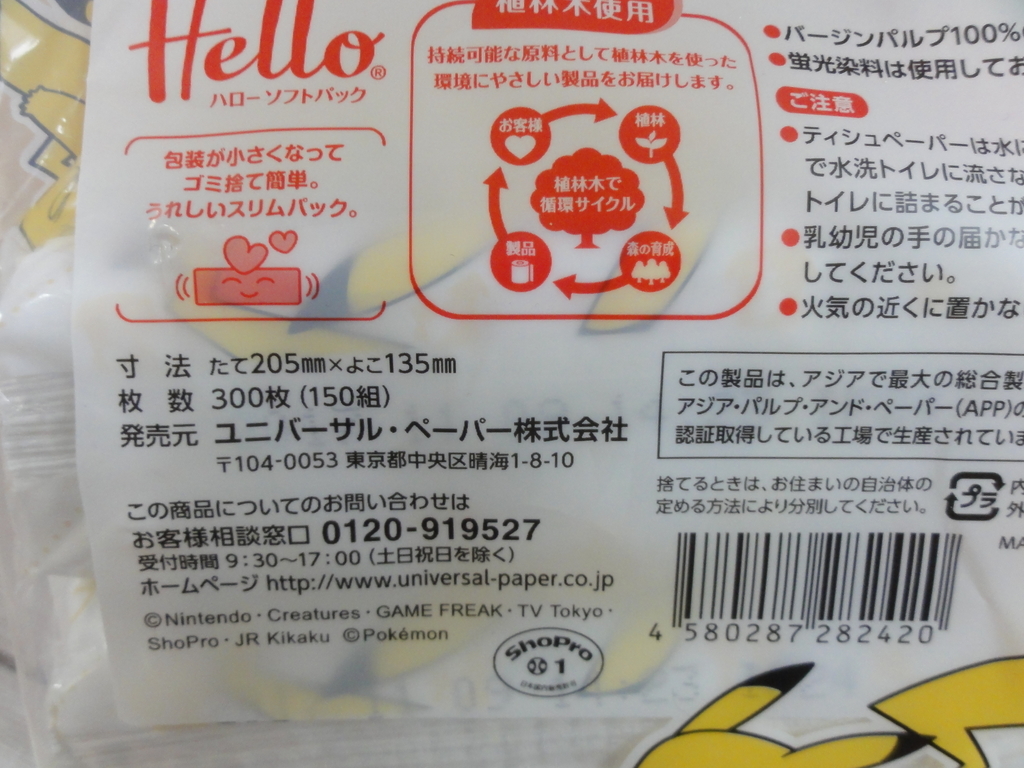 Hello®
ハローソフトパック
包装が小さくなって
ゴミ捨て簡単。
うれしいスリムパック。
植林木使用
持続可能な原料として植林木を使った
環境にやさしい製品をお届けします。
お客様
植林
植林木で
循環サイクル
製品
森の育成
●バージンパルプ100%
●蛍光染料は使用してお
ご注意
●ティシュペーパーは水に
で水洗トイレに流さな
トイレに詰まることが
●乳幼児の手の届かな
してください。
●火気の近くに置かな
寸 法 たて205㎜×よこ135㎜
枚 数 300枚(150組)
発売元 ユニバーサル・ペーパー株式会社
〒104-0053 東京都中央区晴海1-8-10
この商品についてのお問い合わせは
お客様相談窓口 0120-919527
受付時間 9:30〜17:00(土日祝日を除く)
ホームページ http://www.universal-paper.co.jp
©Nintendo・Creatures・GAME FREAK・TV Tokyo・
ShoPro・JR Kikaku ©Pokémon
ShoPro
1
この製品は、アジアで最大の総合製
アジア・パルプ・アンド・ペーパー(APP)の
認証取得している工場で生産されていま
捨てるときは、お住まいの自治体の
定める方法により分別してください。
プラ
内
外
MA
4 580287 282420